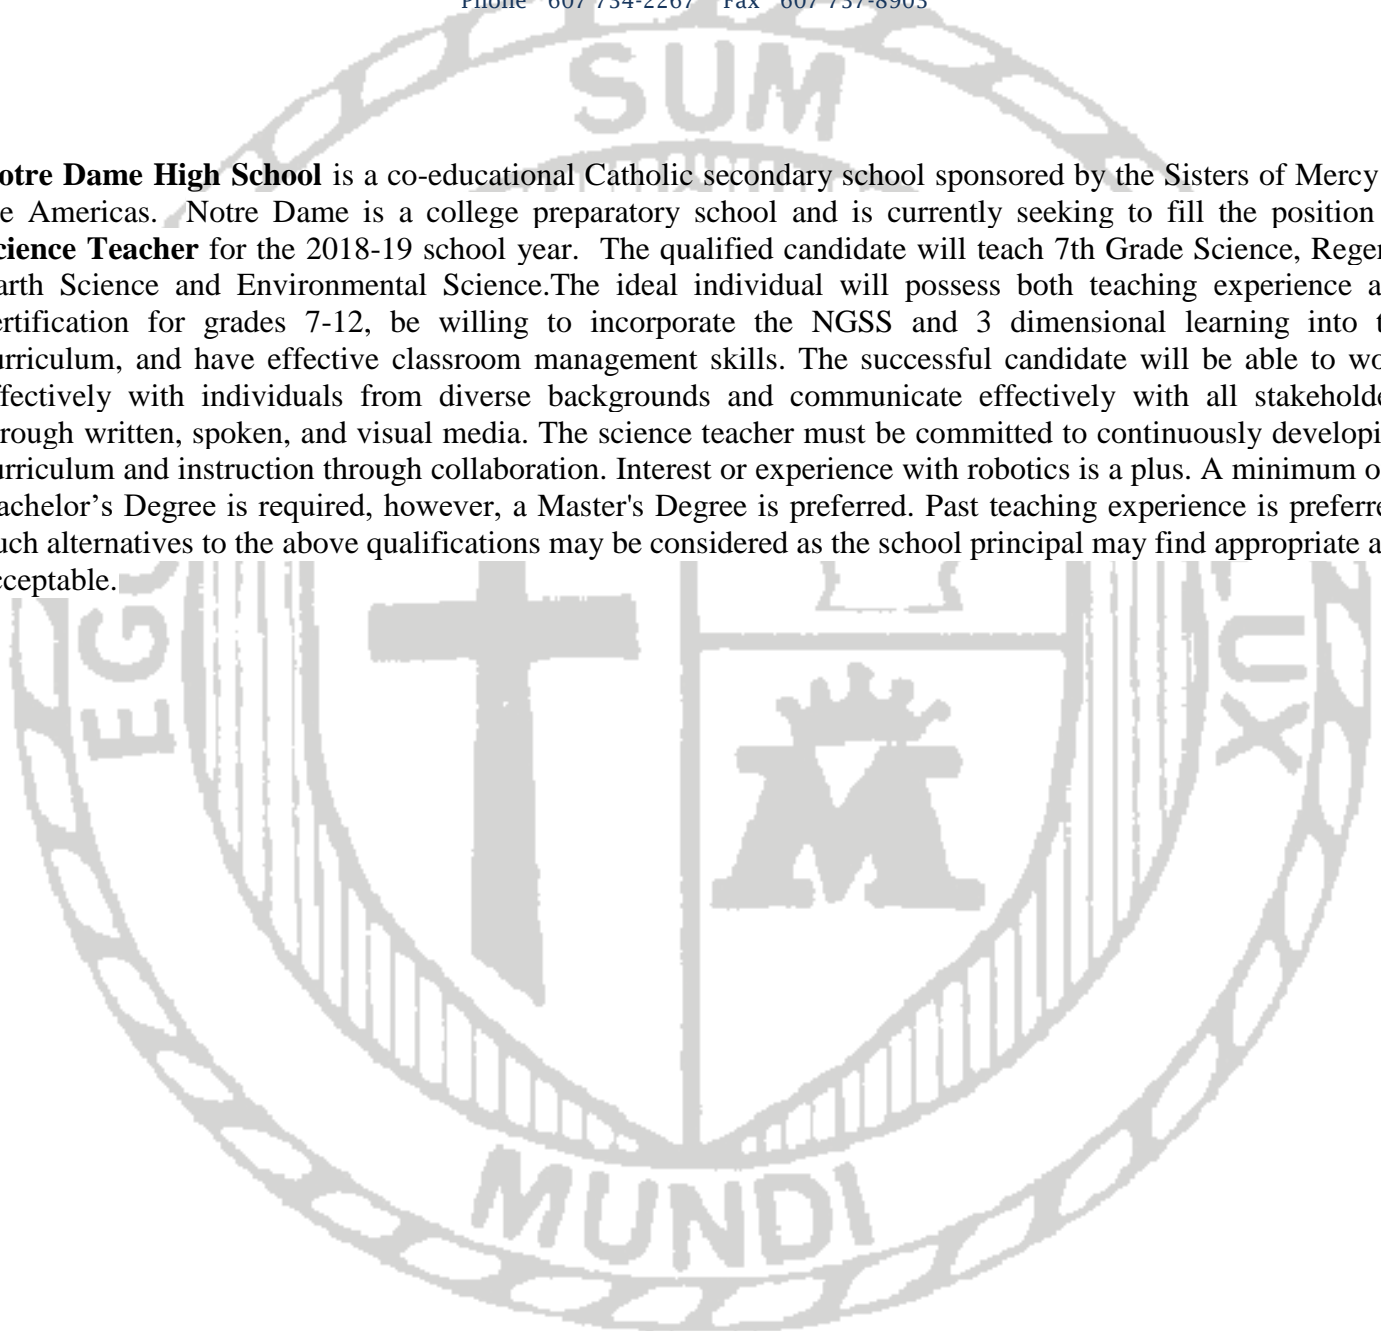 Phone 607 734-2267 Fax 607 737-8903
SUM
otre Dame High School is a co-educational Catholic secondary school sponsored by the Sisters of Mercy
e Americas. Notre Dame is a college preparatory school and is currently seeking to fill the position
cience Teacher for the 2018-19 school year. The qualified candidate will teach 7th Grade Science, Regen
arth Science and Environmental Science.The ideal individual will possess both teaching experience a
ertification for grades 7-12, be willing to incorporate the NGSS and 3 dimensional learning into t
urriculum, and have effective classroom management skills. The successful candidate will be able to wo
ffectively with individuals from diverse backgrounds and communicate effectively with all stakeholde
rough written, spoken, and visual media. The science teacher must be committed to continuously developi
urriculum and instruction through collaboration. Interest or experience with robotics is a plus. A minimum o
achelor’s Degree is required, however, a Master's Degree is preferred. Past teaching experience is preferre
uch alternatives to the above qualifications may be considered as the school principal may find appropriate a
cceptable.
EG
UX
M
MUNDI